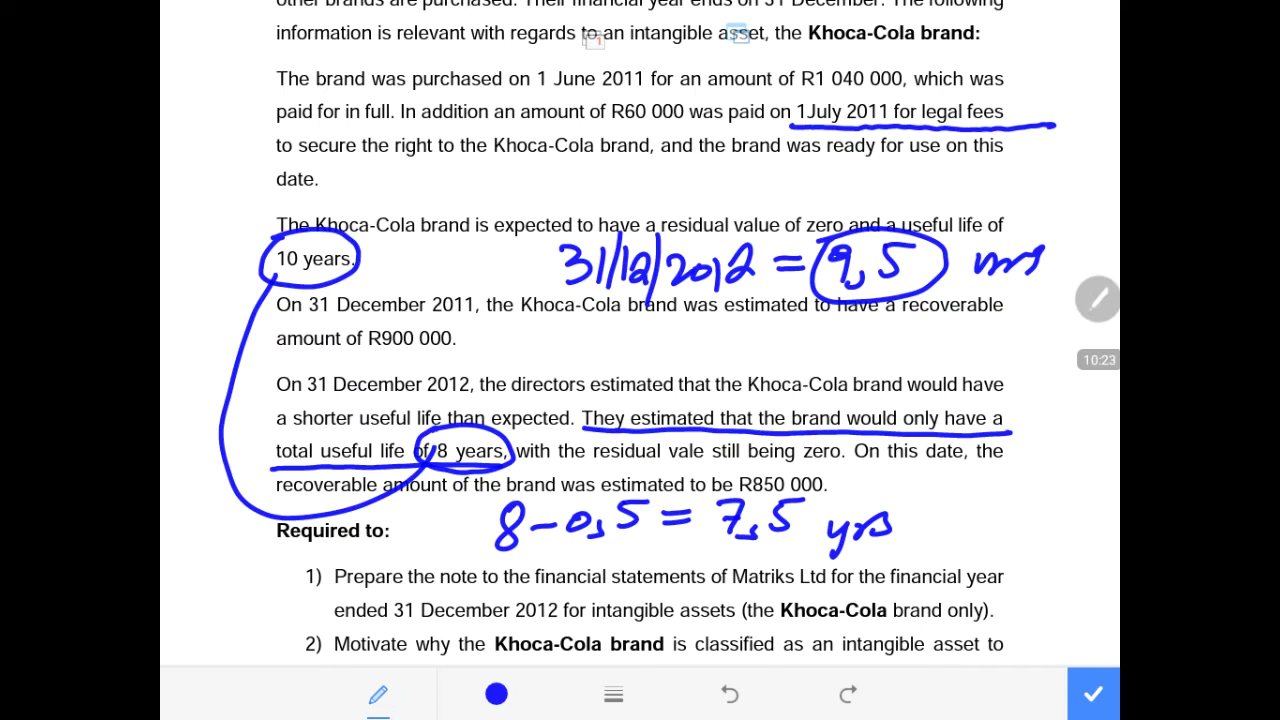 other brands are purchased. Their financial year ends on 31 December. The following
information is relevant with regards to an intangible asset, the Khoca-Cola brand:
The brand was purchased on 1 June 2011 for an amount of R1 040 000, which was
paid for in full. In addition an amount of R60 000 was paid on 1July 2011 for legal fees
to secure the right to the Khoca-Cola brand, and the brand was ready for use on this
date.
The Khoca-Cola brand is expected to have a residual value of zero and a useful life of
10 years.
31/12/2012 = 9,5
On 31 December 2011, the Khoca-Cola brand was estimated to have a recoverable
amount of R900 000.
10:23
On 31 December 2012, the directors estimated that the Khoca-Cola brand would have
a shorter useful life than expected. They estimated that the brand would only have a
total useful life of 8 years, with the residual vale still being zero. On this date, the
recoverable amount of the brand was estimated to be R850 000.
8-0,5 = 7,5 yrs
Required to:
1) Prepare the note to the financial statements of Matriks Ltd for the financial year
ended 31 December 2012 for intangible assets (the Khoca-Cola brand only).
2) Motivate why the Khoca-Cola brand is classified as an intangible asset to